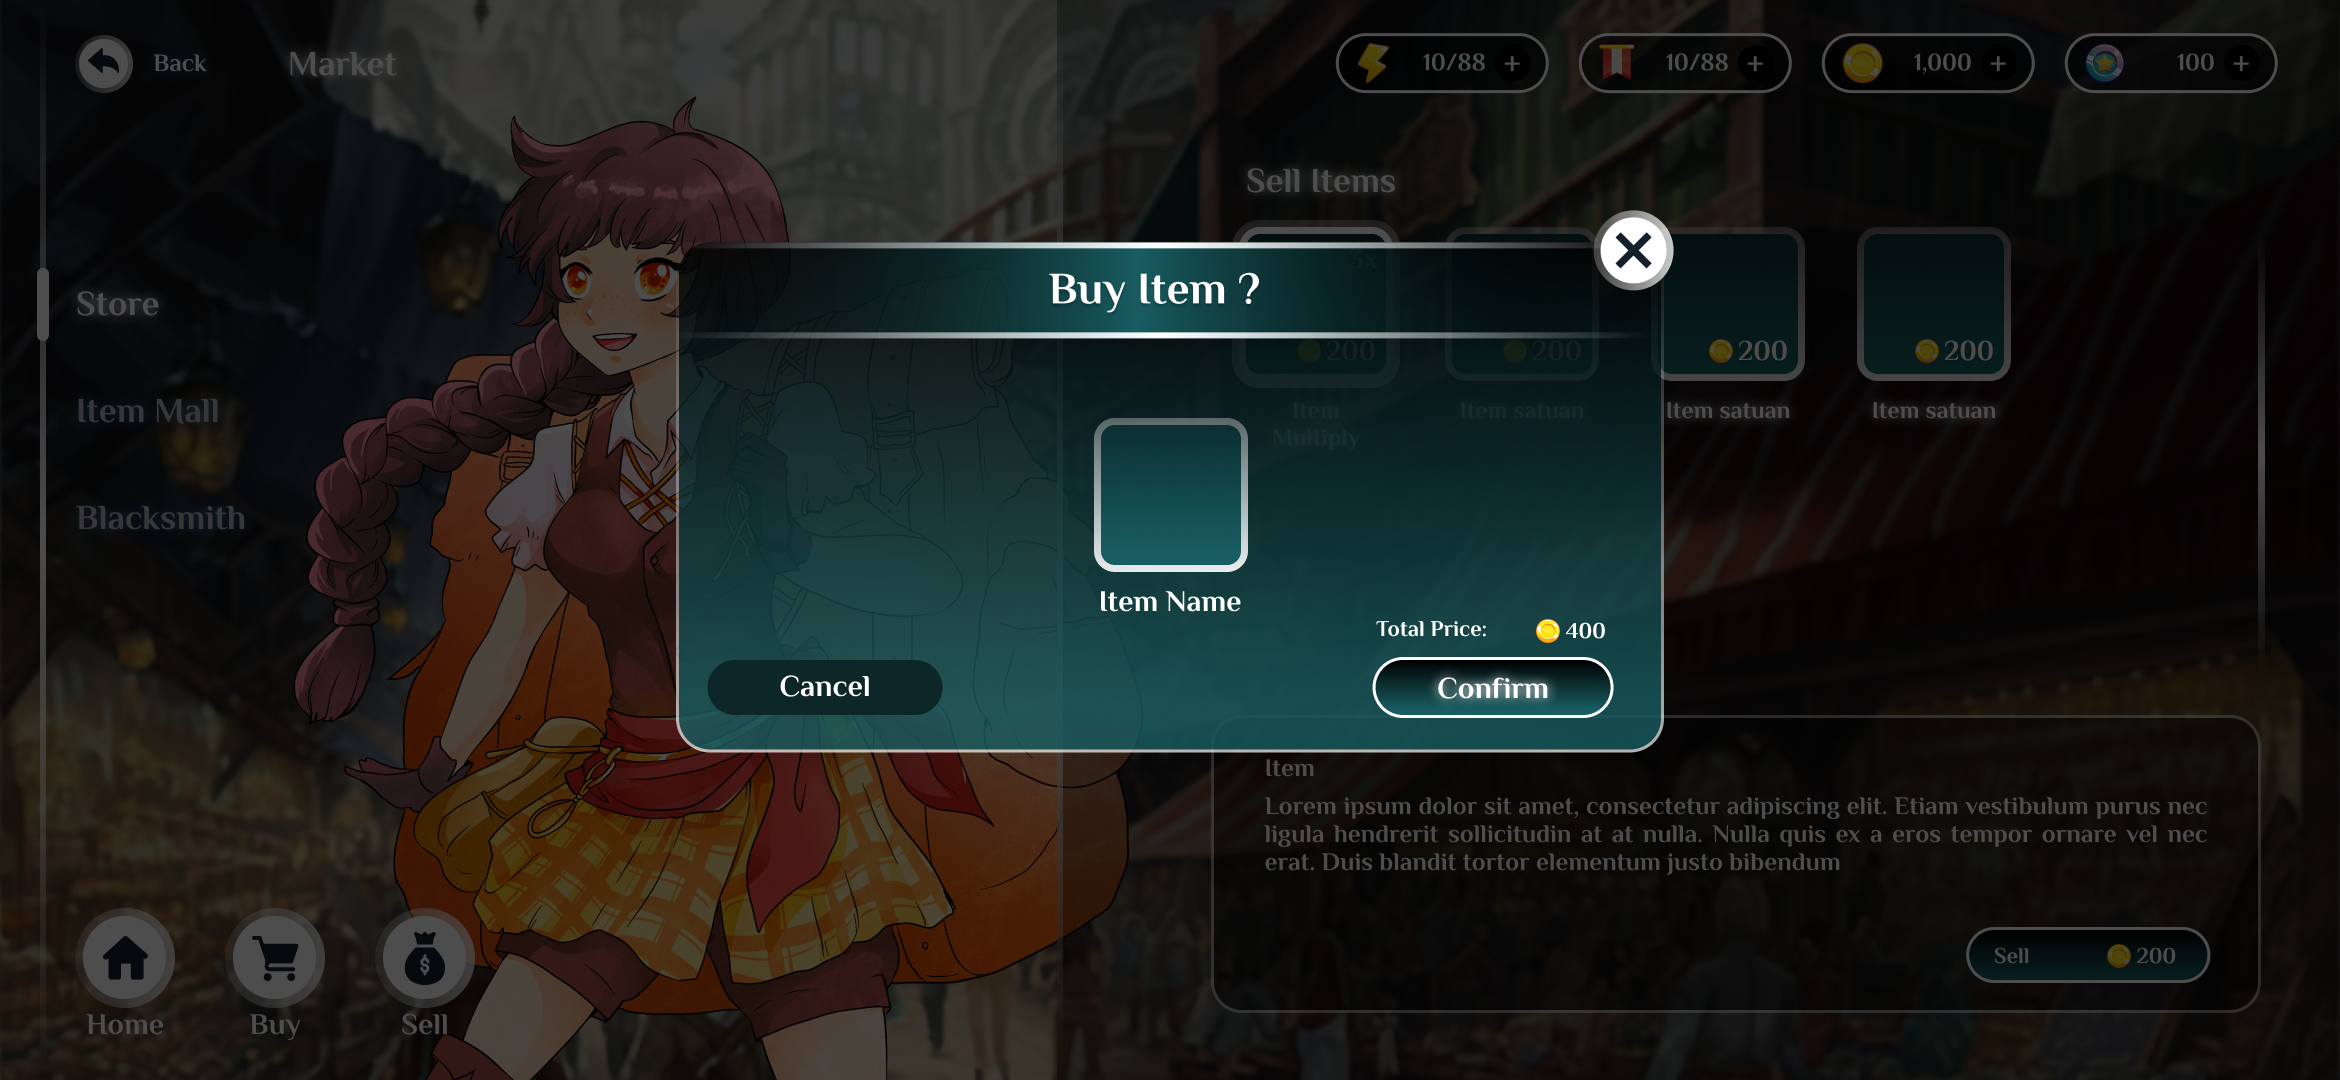 Back
Market
10/88 +
10/88 +
1,000 +
100 +
Sell Items
Store
Item Mall
Blacksmith
Buy Item ?
5x
200
200
200
200
Item
Multiply
Item satuan
Item satuan
Item satuan
Item Name
Total Price:
400
Cancel
Confirm
Item
Lorem ipsum dolor sit amet, consectetur adipiscing elit. Etiam vestibulum purus nec
ligula hendrerit sollicitudin at at nulla. Nulla quis ex a eros tempor ornare vel nec
erat. Duis blandit tortor elementum justo bibendum
Sell
200
$
Home
Buy
Sell